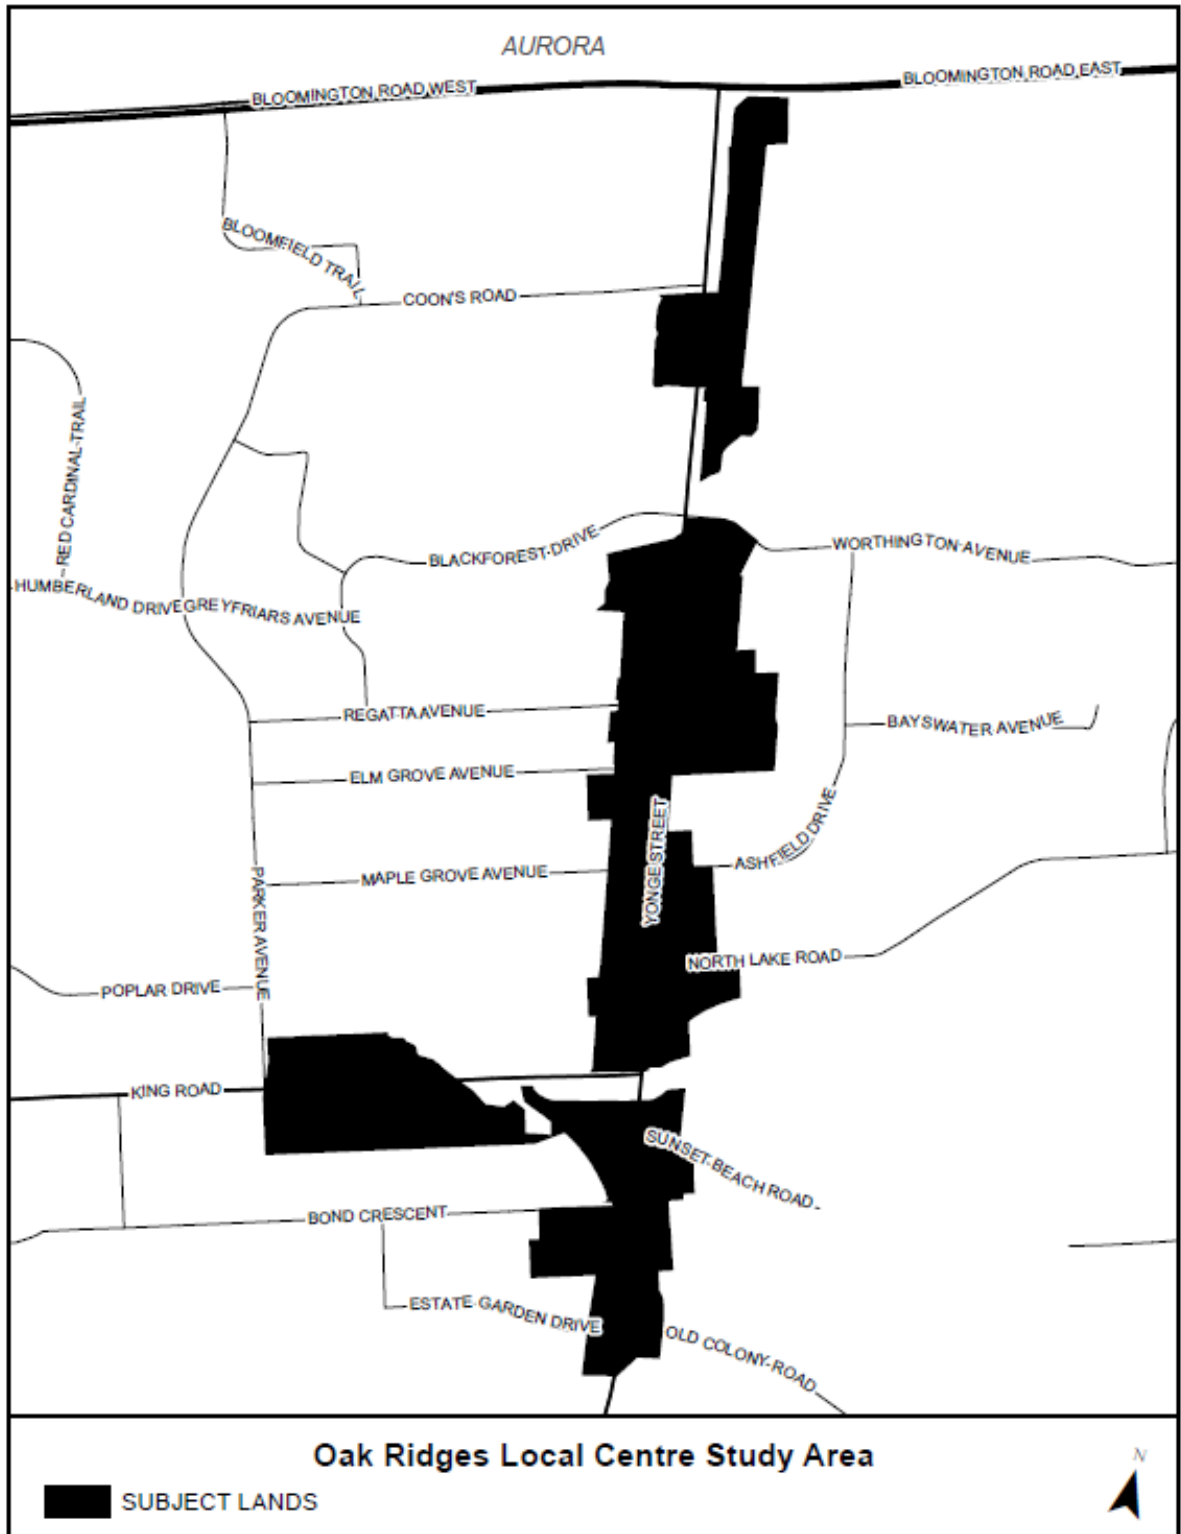 AURORA
BLOOMINGTON ROAD WEST
BLOOMINGTON ROAD EAST
BLOOMFIELD TRAIL
COON'S ROAD
RED CARDINAL TRAIL
BLACKFOREST DRIVE
WORTHINGTON AVENUE
HUMBERLAND DRIVE
GREYFRIARS AVENUE
REGATTA AVENUE
BAYSWATER AVENUE
ELM GROVE AVENUE
YONGE STREET
ASHFIELD DRIVE
MAPLE GROVE AVENUE
PARKER AVENUE
NORTH LAKE ROAD
POPLAR DRIVE
KING ROAD
SUNSET BEACH ROAD
BOND CRESCENT
ESTATE GARDEN DRIVE
OLD COLONY ROAD
Oak Ridges Local Centre Study Area
N
SUBJECT LANDS